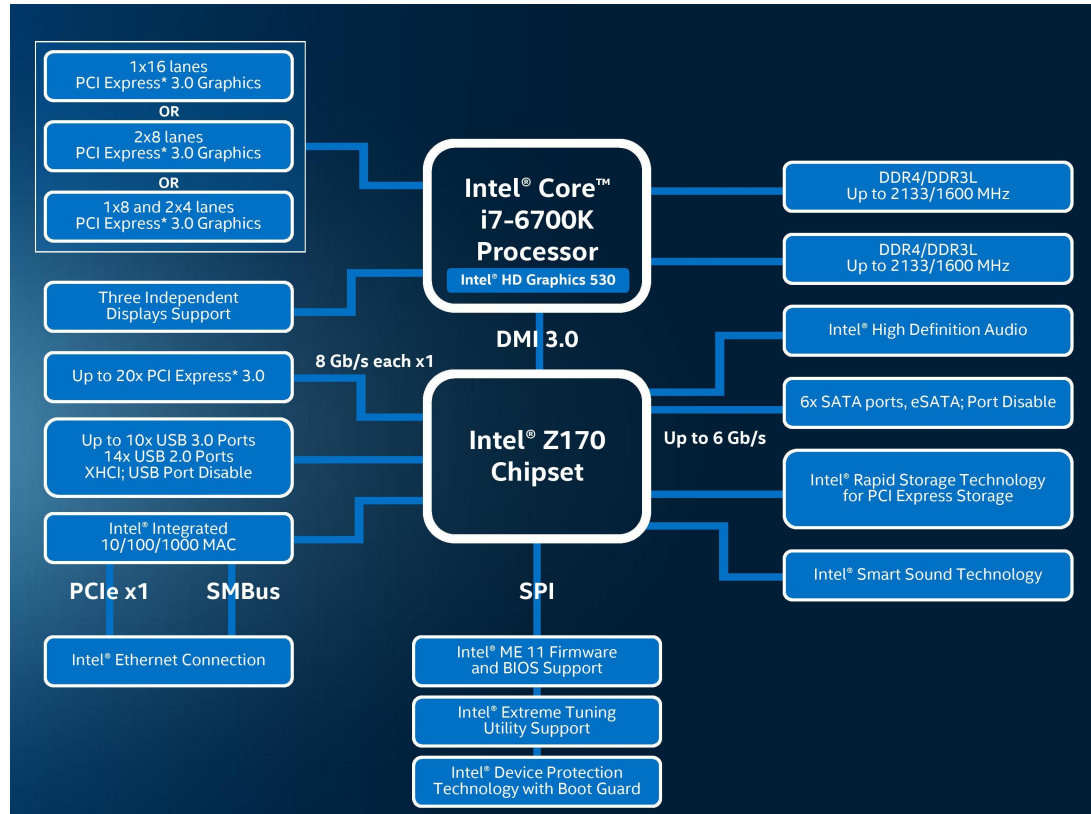 1x16 lanes
PCI Express* 3.0 Graphics
OR
2x8 lanes
PCI Express* 3.0 Graphics
OR
1x8 and 2x4 lanes
PCI Express* 3.0 Graphics
Three Independent
Displays Support
Intel® Core™
i7-6700K
Processor
Intel® HD Graphics 530
DDR4/DDR3L
Up to 2133/1600 MHz
DDR4/DDR3L
Up to 2133/1600 MHz
DMI 3.0
8 Gb/s each x1
Up to 20x PCI Express* 3.0
Up to 10x USB 3.0 Ports
14x USB 2.0 Ports
XHCI; USB Port Disable
Intel® Integrated
10/100/1000 MAC
PCIe x1
SMBus
Intel® Ethernet Connection
Intel® Z170
Chipset
Intel® High Definition Audio
6x SATA ports, eSATA; Port Disable
Up to 6 Gb/s
Intel® Rapid Storage Technology
for PCI Express Storage
Intel® Smart Sound Technology
SPI
Intel® ME 11 Firmware
and BIOS Support
Intel® Extreme Tuning
Utility Support
Intel® Device Protection
Technology with Boot Guard